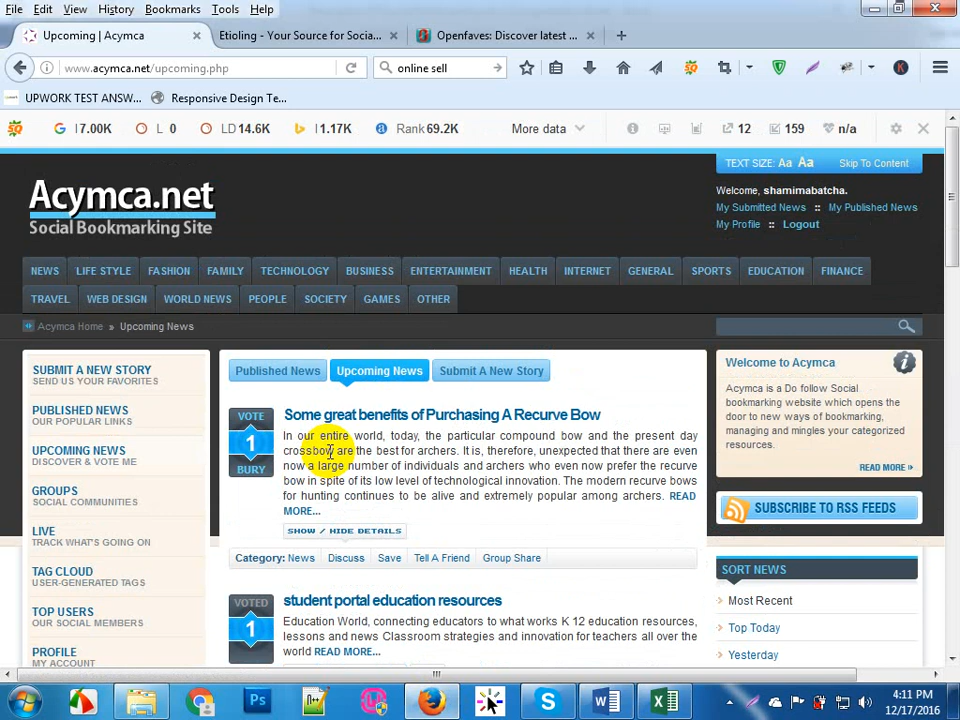 File Edit View History Bookmarks Tools Help
Upcoming | Acymca
Etioling - Your Source for Socia...
Openfaves: Discover latest ...
www.acymca.net/upcoming.php
online sell
UPWORK TEST ANSW...
Responsive Design Te...
I 7.00K
L 0
LD 14.6K
I 1.17K
Rank 69.2K
More data
12
159
n/a
TEXT SIZE: Aa Aa
Skip To Content
Acymca.net
Social Bookmarking Site
Welcome, shamimabatcha.
My Submitted News :: My Published News
My Profile :: Logout
NEWS LIFE STYLE FASHION FAMILY TECHNOLOGY BUSINESS ENTERTAINMENT HEALTH INTERNET GENERAL SPORTS EDUCATION FINANCE
TRAVEL WEB DESIGN WORLD NEWS PEOPLE SOCIETY GAMES OTHER
Acymca Home » Upcoming News
SUBMIT A NEW STORY
SEND US YOUR FAVORITES
PUBLISHED NEWS
OUR POPULAR LINKS
UPCOMING NEWS
DISCOVER & VOTE ME
GROUPS
SOCIAL COMMUNITIES
LIVE
TRACK WHAT'S GOING ON
TAG CLOUD
USER-GENERATED TAGS
TOP USERS
OUR SOCIAL MEMBERS
PROFILE
MY ACCOUNT
Published News
Upcoming News
Submit A New Story
VOTE
1
BURY
Some great benefits of Purchasing A Recurve Bow
In our entire world, today, the particular compound bow and the present day
crossbow are the best for archers. It is, therefore, unexpected that there are even
now a large number of individuals and archers who even now prefer the recurve
bow in spite of its low level of technological innovation. The modern recurve bows
for hunting continues to be alive and extremely popular among archers. READ
MORE...
SHOW / HIDE DETAILS
Category: News Discuss Save Tell A Friend Group Share
VOTED
1
student portal education resources
Education World, connecting educators to what works K 12 education resources,
lessons and news Classroom strategies and innovation for teachers all over the
world READ MORE...
Welcome to Acymca
Acymca is a Do follow Social
bookmarking website which opens the
door to new ways of bookmarking,
managing and mingles your categorized
resources.
READ MORE
SUBSCRIBE TO RSS FEEDS
SORT NEWS
Most Recent
Top Today
Yesterday
4:11 PM
12/17/2016